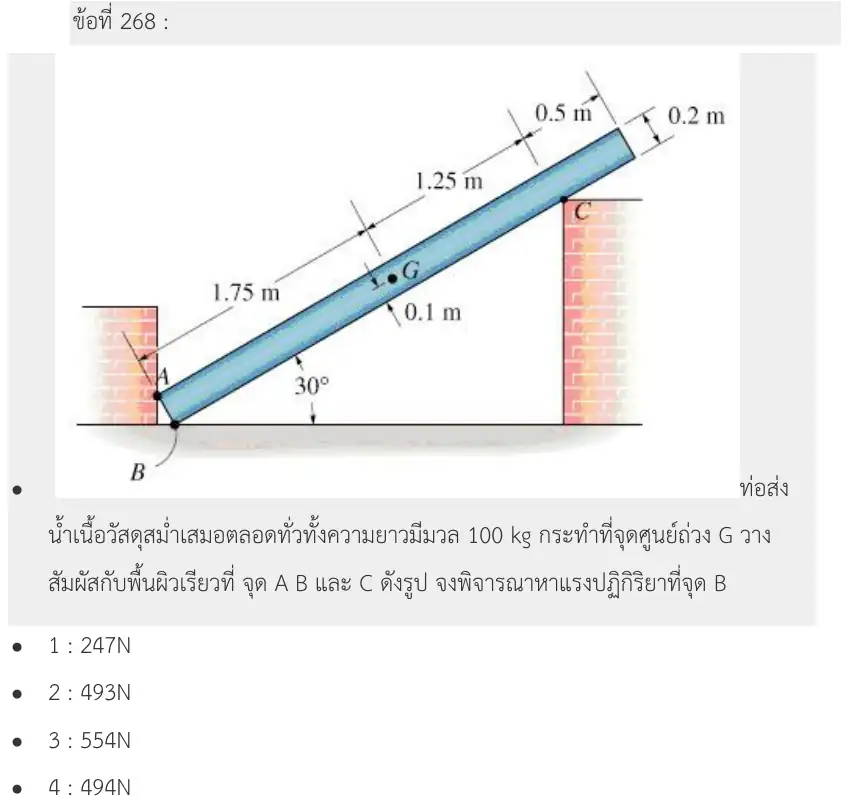 ข้อที่ 268 :
0.5 m
0.2 m
1.25 m
C
G
1.75 m
0.1 m
A
30°
B
ท่อส่ง
น้ำเนื้อวัสดุสม่ำเสมอตลอดทั่วทั้งความยาวมีมวล 100 kg กระทำที่จุดศูนย์ถ่วง G วาง
สัมผัสกับพื้นผิวเรียวที่ จุด A B และ C ดังรูป จงพิจารณาหาแรงปฏิกิริยาที่จุด B
1 : 247N
2 : 493N
3 : 554N
4 : 494N